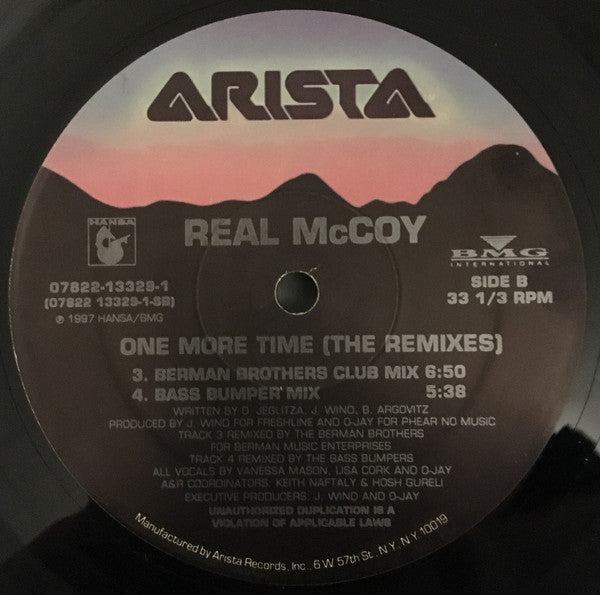 ARISTA
REAL McCOY
HANSA
07822-13329-1
(07822 13329-1-SB)
℗ 1997 HANSA/BMG
BMG
INTERNATIONAL
SIDE B
33 1/3 RPM
ONE MORE TIME (THE REMIXES)
3. BERMAN BROTHERS CLUB MIX 6:50
4. BASS BUMPER MIX 5:38
WRITTEN BY O. JEGLITZA, J. WIND, B. ARGOVITZ
PRODUCED BY J. WIND FOR FRESHLINE AND O-JAY FOR PHEAR NO MUSIC
TRACK 3 REMIXED BY THE BERMAN BROTHERS
FOR BERMAN MUSIC ENTERPRISES
TRACK 4 REMIXED BY THE BASS BUMPERS
ALL VOCALS BY VANESSA MASON, LISA CORK AND O-JAY
A&R COORDINATORS: KEITH NAFTALY & HOSH GURELI
EXECUTIVE PRODUCERS: J. WIND AND O-JAY
UNAUTHORIZED DUPLICATION IS A
VIOLATION OF APPLICABLE LAWS
Manufactured by Arista Records, Inc., 6 W 57th St., N.Y., N.Y. 10019